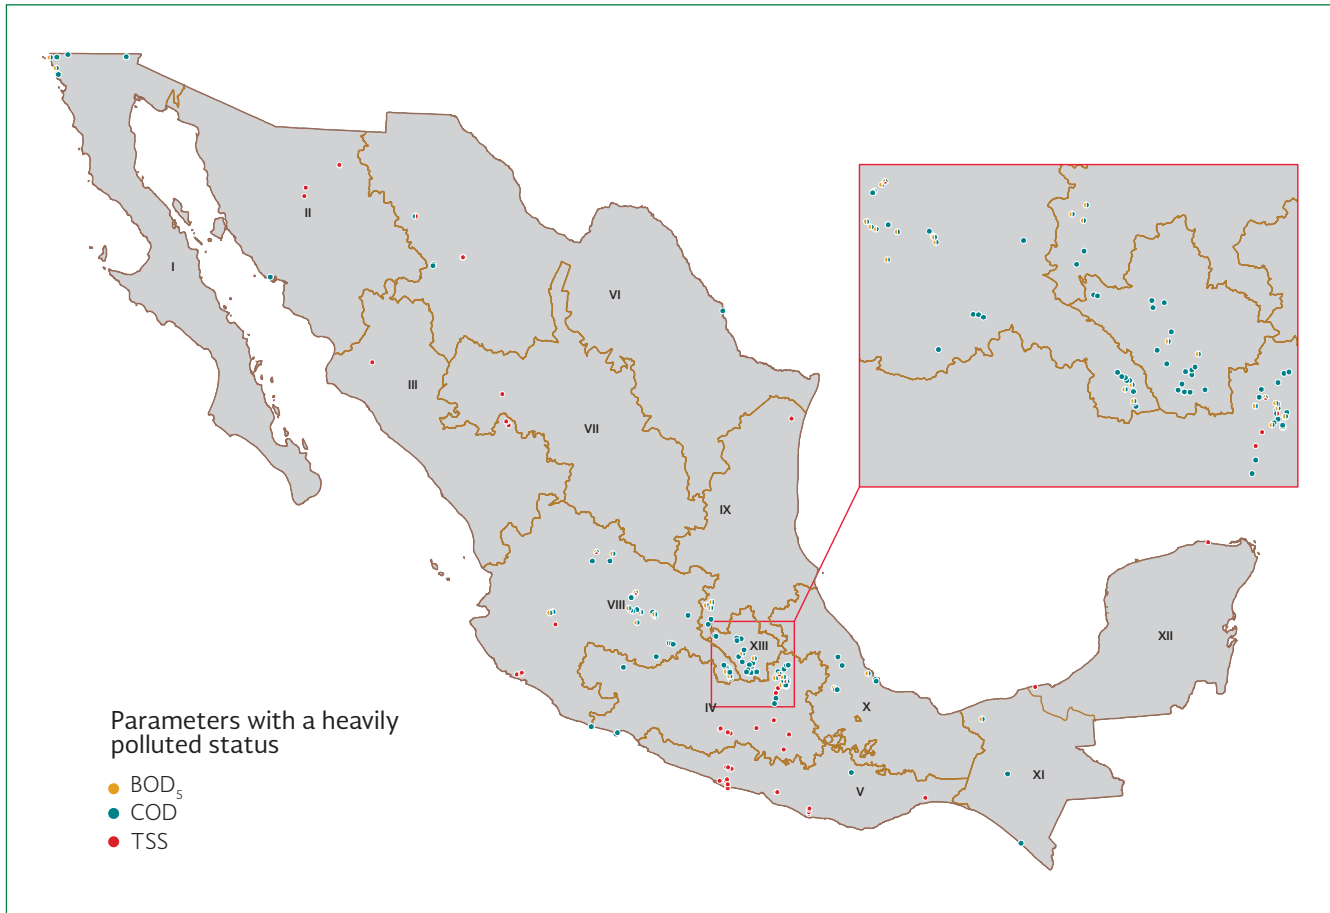 II
I
VI
III
VII
IX
VIII
XIII
XII
IV
X
XI
V
Parameters with a heavily
polluted status
BOD₅
COD
TSS